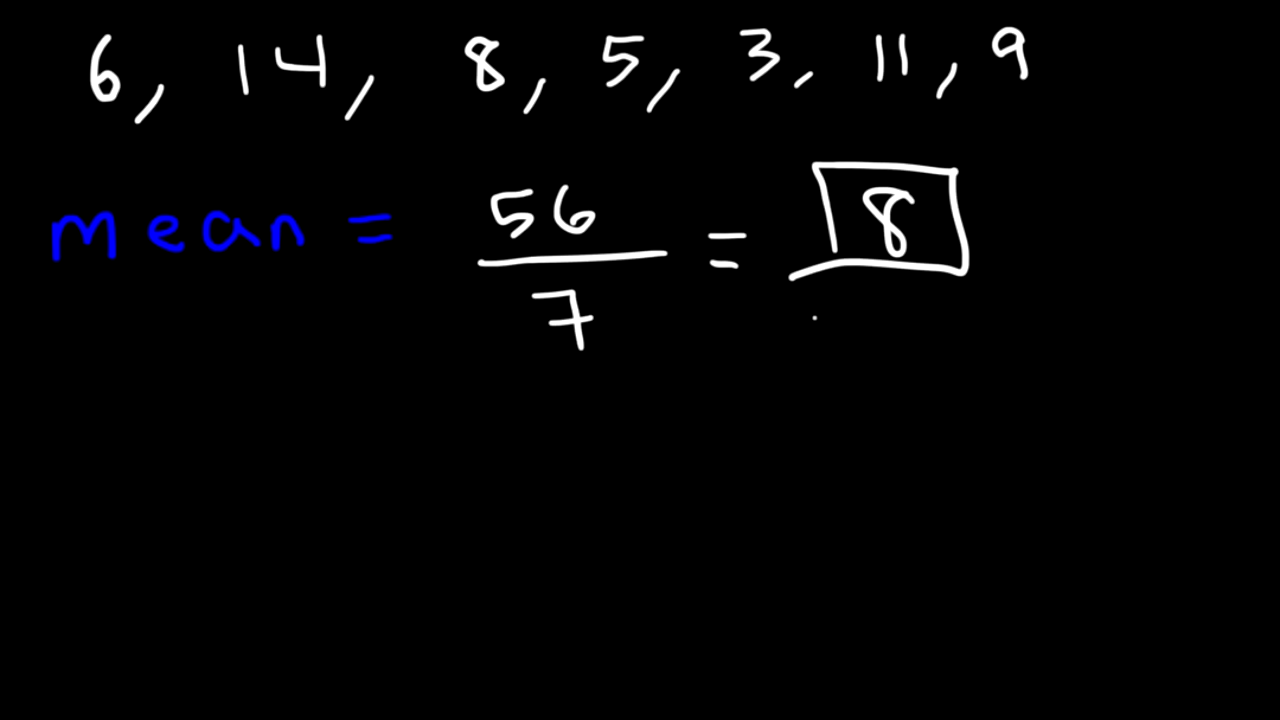 6, 14, 8, 5, 3, 11, 9
mean = 56/7 = 8